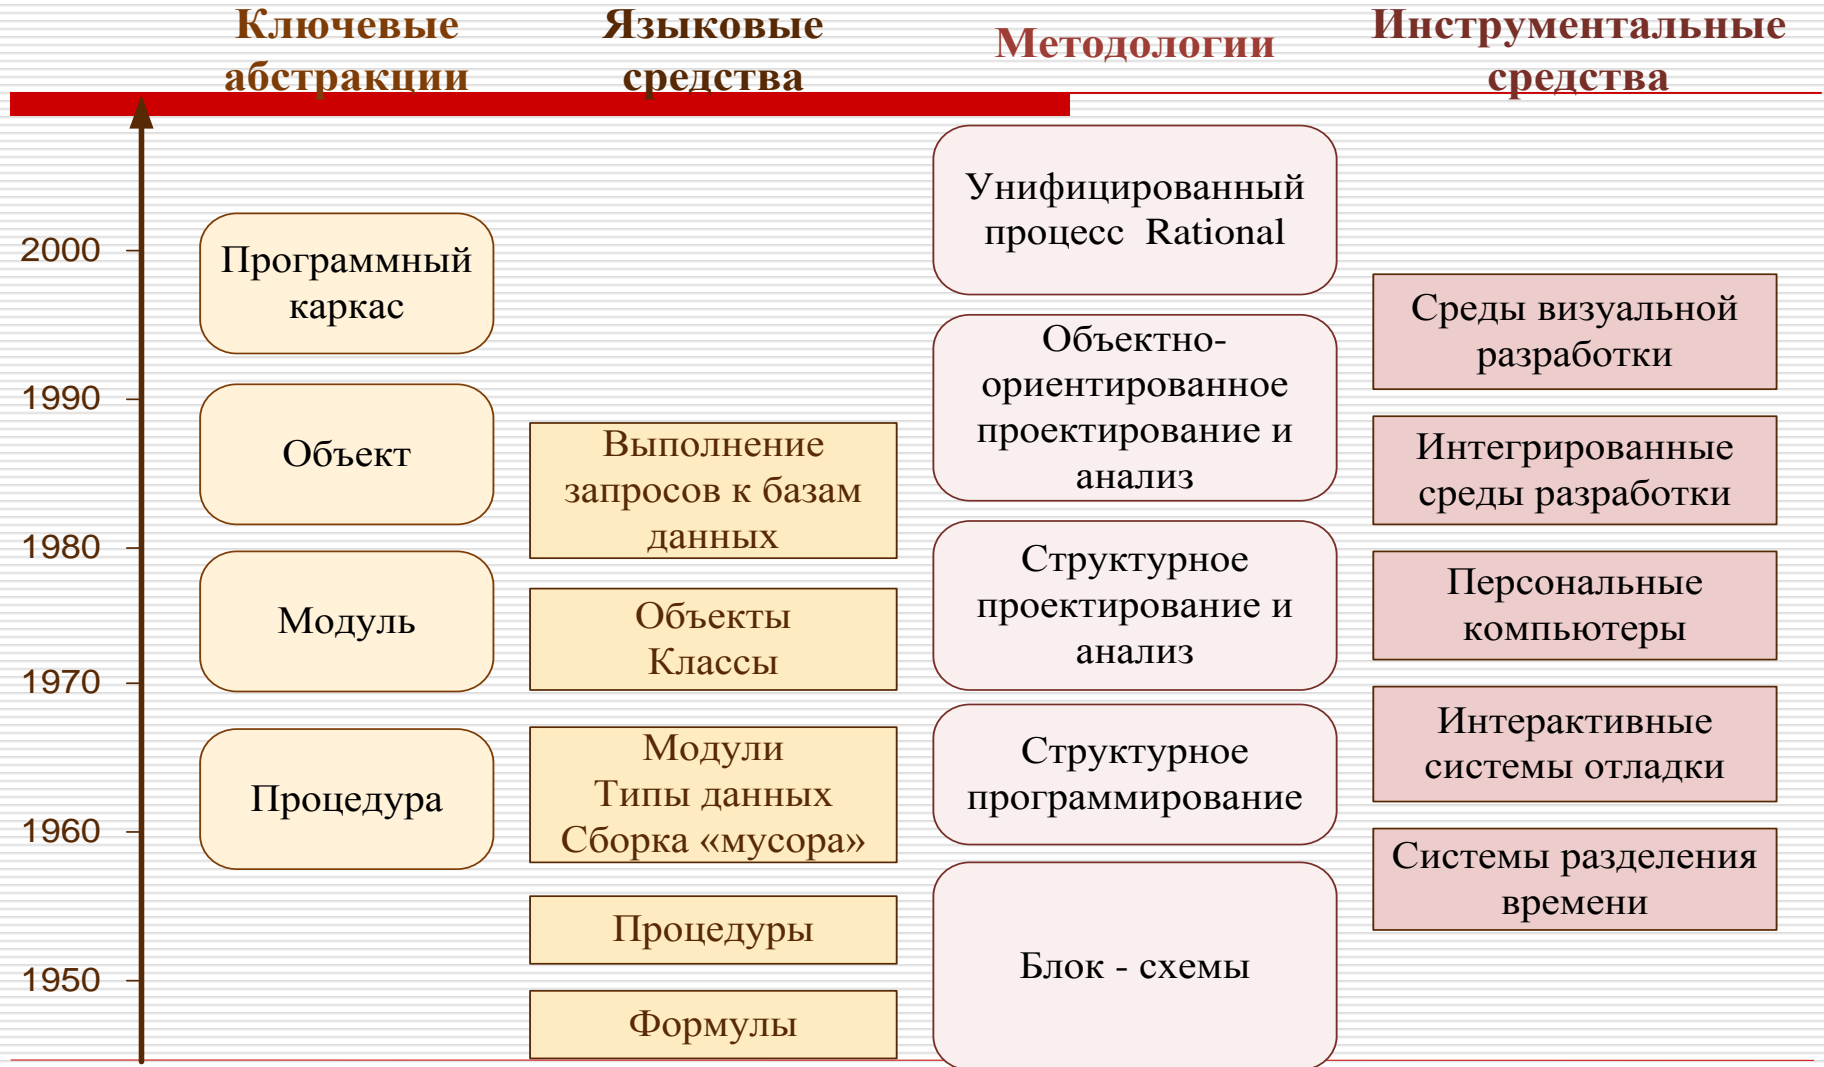 Ключевые
абстракции
Языковые
средства
Методологии
Инструментальные
средства
2000
1990
1980
1970
1960
1950
Программный
каркас
Объект
Модуль
Процедура
Выполнение
запросов к базам
данных
Объекты
Классы
Модули
Типы данных
Сборка «мусора»
Процедуры
Формулы
Унифицированный
процесс Rational
Объектно-
ориентированное
проектирование и
анализ
Структурное
проектирование и
анализ
Структурное
программирование
Блок - схемы
Среды визуальной
разработки
Интегрированные
среды разработки
Персональные
компьютеры
Интерактивные
системы отладки
Системы разделения
времени